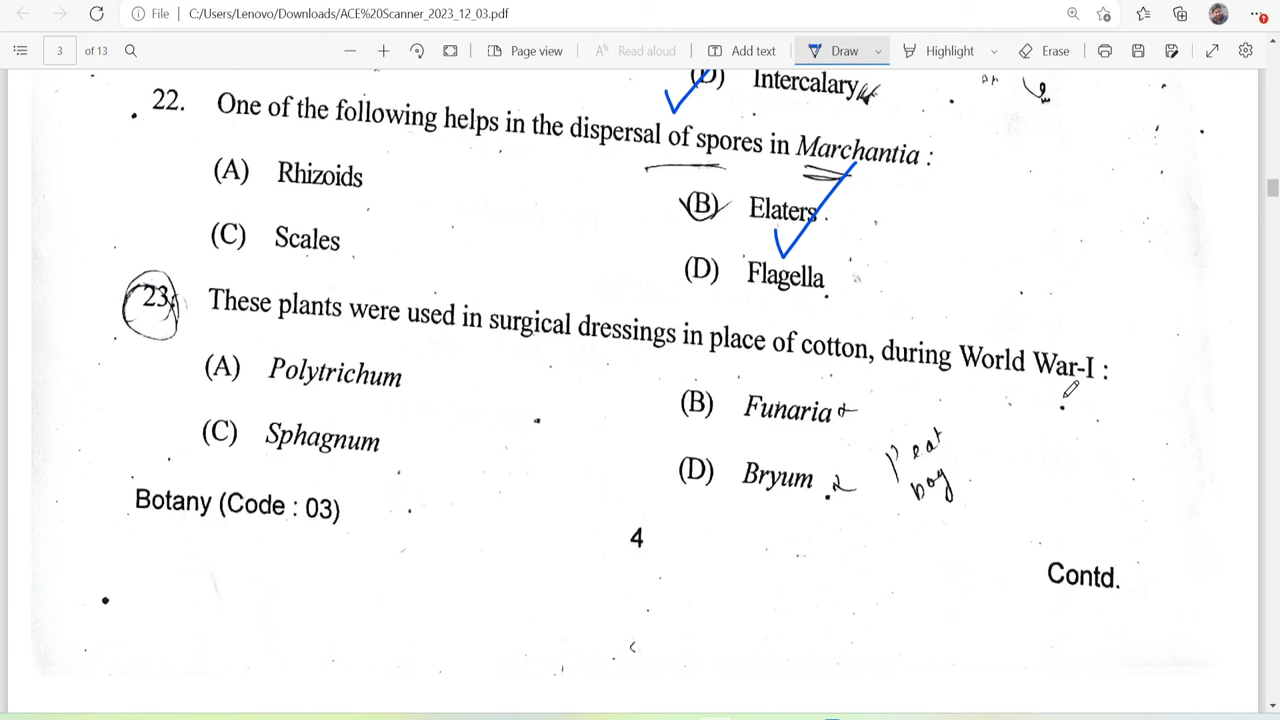 File C:/Users/Lenovo/Downloads/ACE%20Scanner_2023_12_03.pdf
3 of 13 Page view Read aloud Add text Draw Highlight Erase
(D) Intercalary
22. One of the following helps in the dispersal of spores in Marchantia :
(A) Rhizoids
(B) Elaters
(C) Scales
(D) Flagella
23. These plants were used in surgical dressings in place of cotton, during World War-I :
(A) Polytrichum
(B) Funaria
(C) Sphagnum
(D) Bryum
Peat
bog
Botany (Code : 03)
4
Contd.